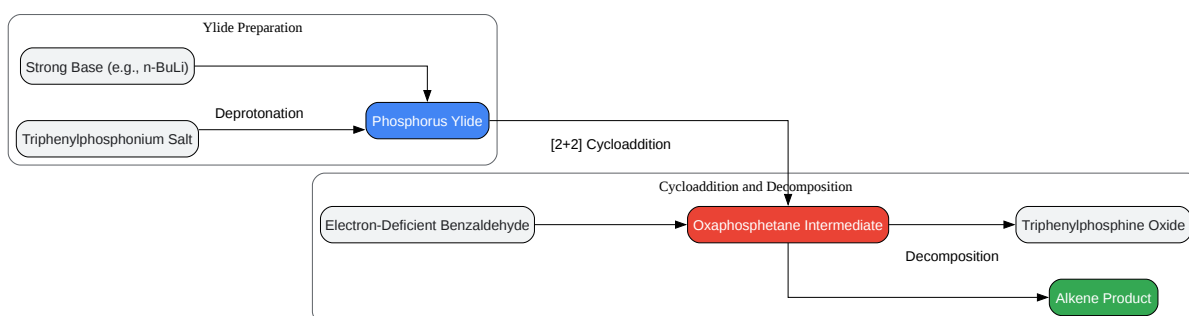 Ylide Preparation
Strong Base (e.g., n-BuLi)
Deprotonation
Phosphorus Ylide
Triphenylphosphonium Salt
[2+2] Cycloaddition
Cycloaddition and Decomposition
Electron-Deficient Benzaldehyde
Oxaphosphetane Intermediate
Triphenylphosphine Oxide
Decomposition
Alkene Product